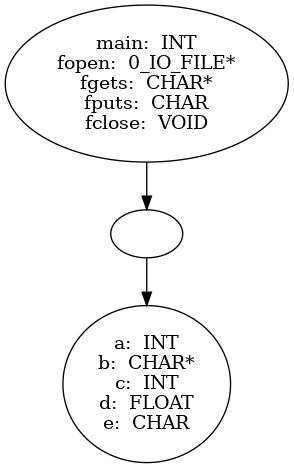 main: INT
fopen: 0_IO_FILE*
fgets: CHAR*
fputs: CHAR
fclose: VOID
a: INT
b: CHAR*
c: INT
d: FLOAT
e: CHAR